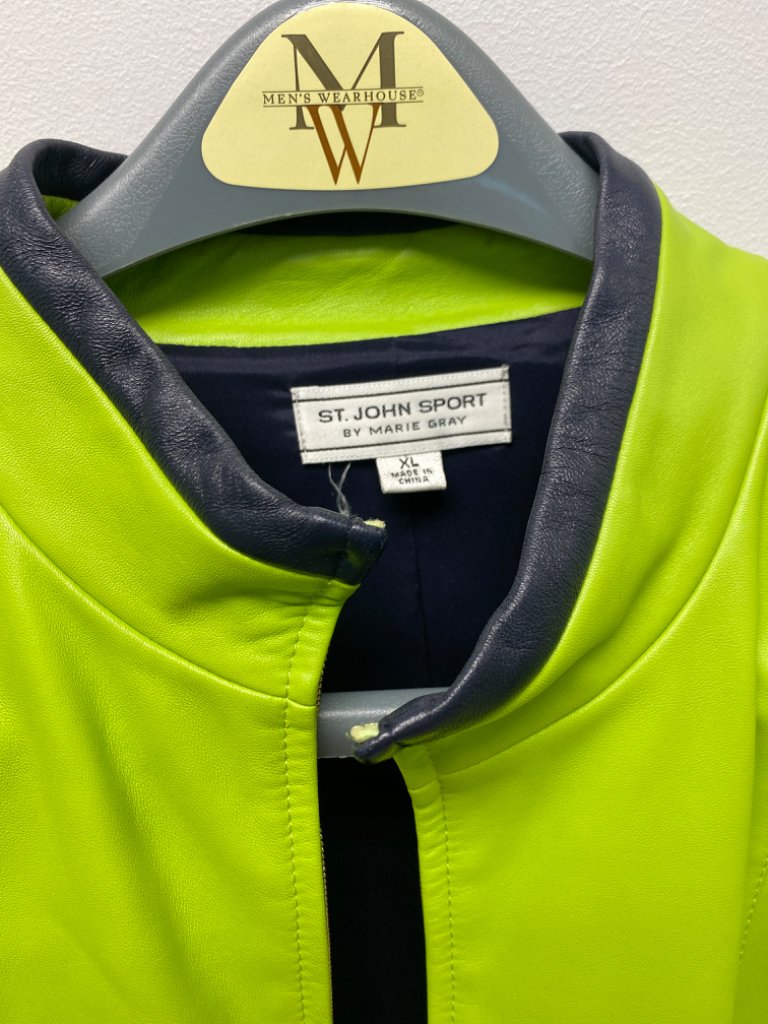 M
MEN'S WEARHOUSE®
W
ST. JOHN SPORT
BY MARIE GRAY
XL
MADE IN
CHINA